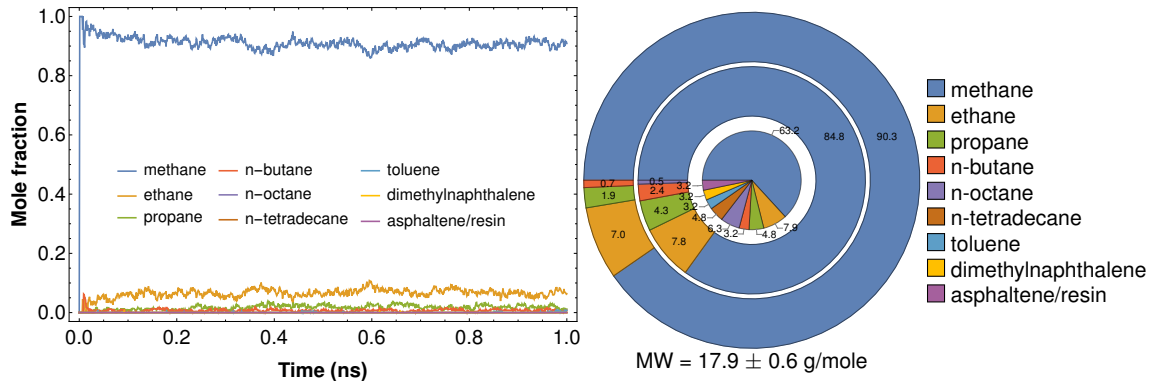 1.0
0.8
0.6
0.4
0.2
0.0
Mole fraction
methane
ethane
propane
n−butane
n−octane
n−tetradecane
toluene
dimethylnaphthalene
asphaltene/resin
0.0 0.2 0.4 0.6 0.8 1.0
Time (ns)
63.2
84.8
90.3
0.7
1.9
7.0
0.5
2.4
4.3
7.8
3.2
3.2
3.2
4.8
6.3
3.2
4.8
7.9
MW = 17.9 ± 0.6 g/mole
methane
ethane
propane
n-butane
n-octane
n-tetradecane
toluene
dimethylnaphthalene
asphaltene/resin